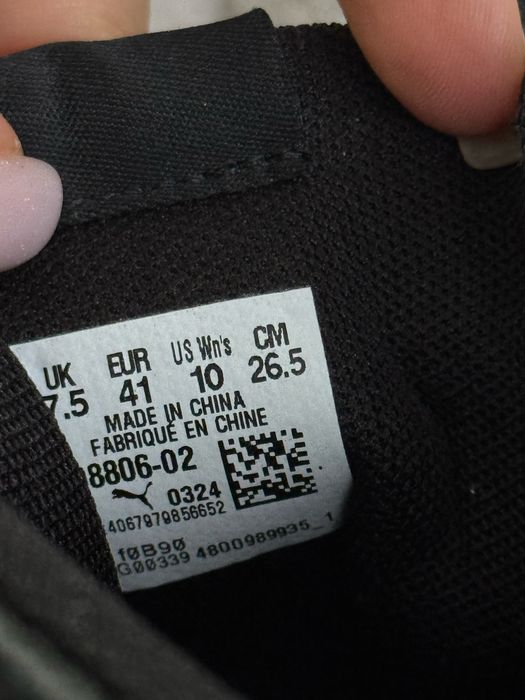 UK EUR US Wn's CM
7.5 41 10 26.5
MADE IN CHINA
FABRIQUÉ EN CHINE
8806-02
0324
4067979856652
f0B90
G00339 4800989935_1